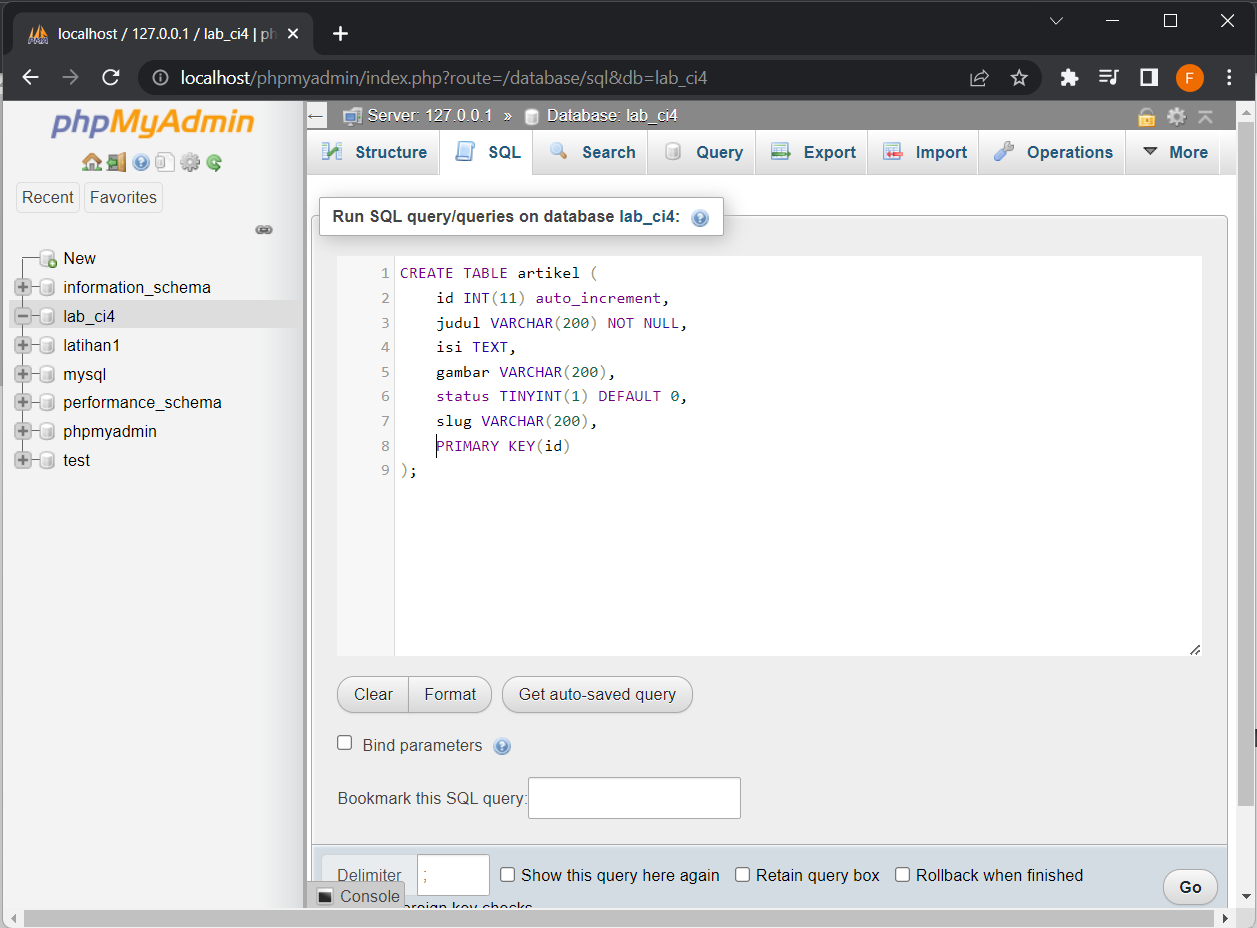 localhost / 127.0.0.1 / lab_ci4 | ph
localhost/phpmyadmin/index.php?route=/database/sql&db=lab_ci4
F
phpMyAdmin
Recent
Favorites
New
information_schema
lab_ci4
latihan1
mysql
performance_schema
phpmyadmin
test
Server: 127.0.0.1 » Database: lab_ci4
Structure
SQL
Search
Query
Export
Import
Operations
More
Run SQL query/queries on database lab_ci4:
1 CREATE TABLE artikel (
2 id INT(11) auto_increment,
3 judul VARCHAR(200) NOT NULL,
4 isi TEXT,
5 gambar VARCHAR(200),
6 status TINYINT(1) DEFAULT 0,
7 slug VARCHAR(200),
8 PRIMARY KEY(id)
9 );
Clear
Format
Get auto-saved query
Bind parameters
Bookmark this SQL query:
Delimiter ;
Show this query here again
Retain query box
Rollback when finished
Go
Console
key checks